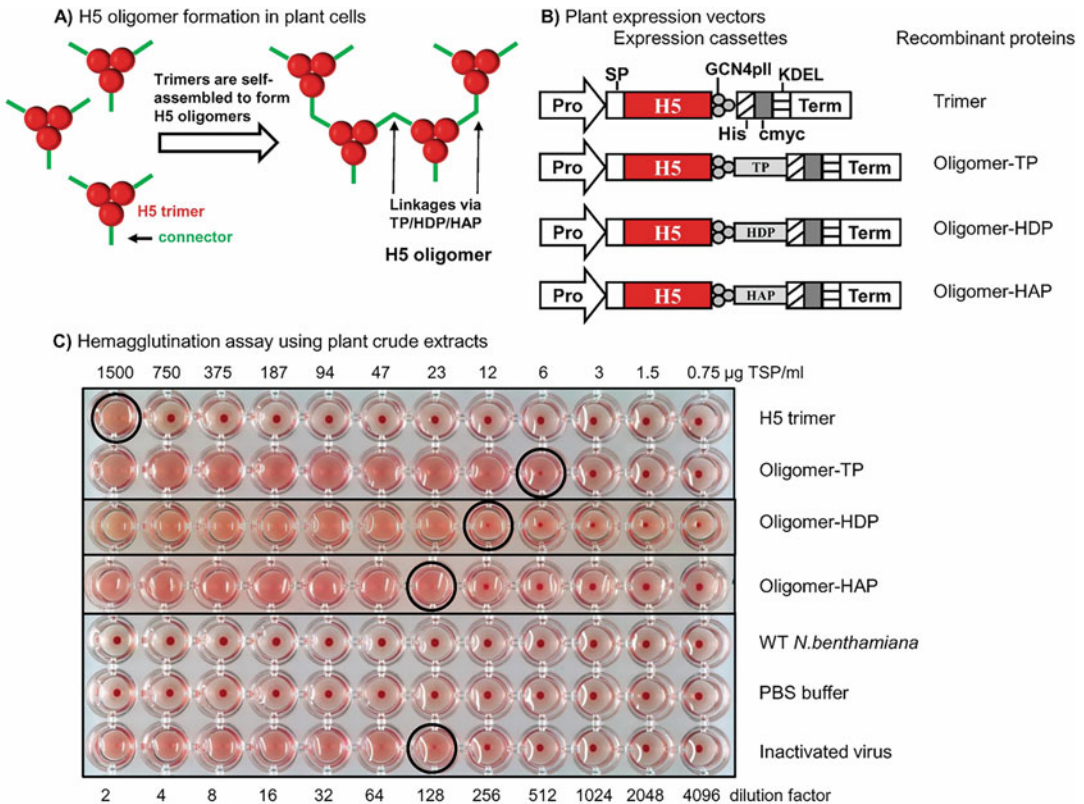 A) H5 oligomer formation in plant cells
Trimers are self-
assembled to form
H5 oligomers
H5 trimer
connector
Linkages via
TP/HDP/HAP
H5 oligomer
B) Plant expression vectors
Expression cassettes
Recombinant proteins
SP
GCN4pII
KDEL
Pro
H5
Term
His
cmyc
Trimer
Pro
H5
TP
Term
Oligomer-TP
Pro
H5
HDP
Term
Oligomer-HDP
Pro
H5
HAP
Term
Oligomer-HAP
C) Hemagglutination assay using plant crude extracts
1500 750 375 187 94 47 23 12 6 3 1.5 0.75 µg TSP/ml
H5 trimer
Oligomer-TP
Oligomer-HDP
Oligomer-HAP
WT N.benthamiana
PBS buffer
Inactivated virus
2 4 8 16 32 64 128 256 512 1024 2048 4096 dilution factor